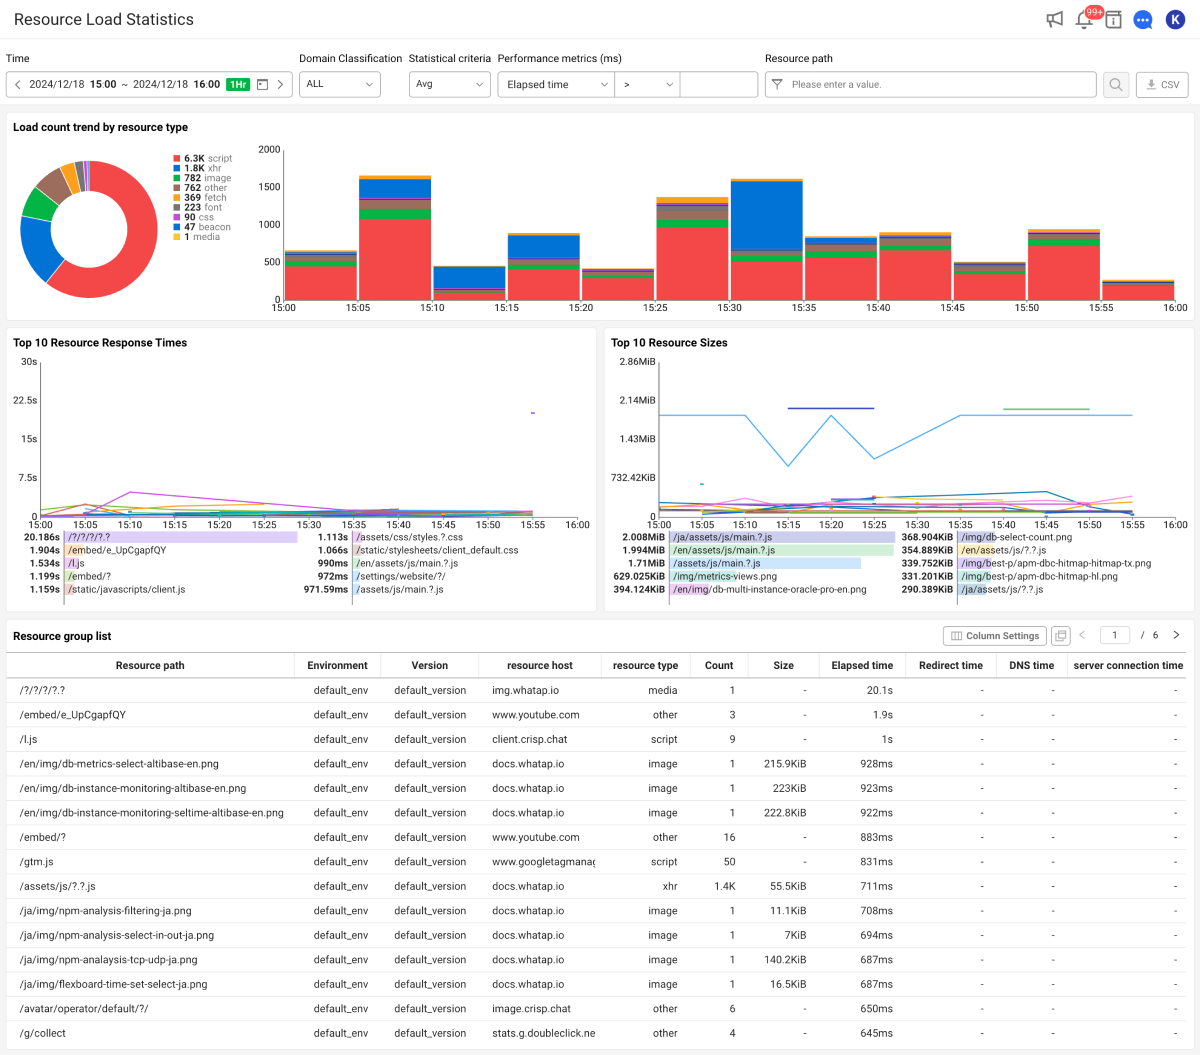 Resource Load Statistics
99+
K
Time
Domain Classification
Statistical criteria
Performance metrics (ms)
Resource path
2024/12/18 15:00 ~ 2024/12/18 16:00 1Hr
ALL
Avg
Elapsed time
>
Please enter a value.
CSV
Load count trend by resource type
6.3K script
1.8K xhr
782 image
762 other
369 fetch
223 font
90 css
47 beacon
1 media
2000
1500
1000
500
0
15:00 15:05 15:10 15:15 15:20 15:25 15:30 15:35 15:40 15:45 15:50 15:55 16:00
Top 10 Resource Response Times
30s
22.5s
15s
7.5s
0
15:00 15:05 15:10 15:15 15:20 15:25 15:30 15:35 15:40 15:45 15:50 15:55 16:00
20.186s /?/?/?/?.?
1.904s /embed/e_UpCgapfQY
1.534s /l.js
1.199s /embed/?
1.159s /static/javascripts/client.js
1.113s /assets/css/styles.?.css
1.066s /static/stylesheets/client_default.css
990ms /en/assets/js/main.?.js
972ms /settings/website/?/
971.59ms /assets/js/main.?.js
Top 10 Resource Sizes
2.86MiB
2.14MiB
1.43MiB
732.42KiB
0
15:00 15:05 15:10 15:15 15:20 15:25 15:30 15:35 15:40 15:45 15:50 15:55 16:00
2.008MiB /ja/assets/js/main.?.js
1.994MiB /en/assets/js/main.?.js
1.71MiB /assets/js/main.?.js
629.025KiB /img/metrics-views.png
394.124KiB /en/img/db-multi-instance-oracle-pro-en.png
368.904KiB /img/db-select-count.png
354.889KiB /en/assets/js/?.?.js
339.752KiB /img/best-p/apm-dbc-hitmap-hitmap-tx.png
331.201KiB /img/best-p/apm-dbc-hitmap-hl.png
290.389KiB /ja/assets/js/?.?.js
Resource group list
Column Settings
1 / 6
Resource path Environment Version resource host resource type Count Size Elapsed time Redirect time DNS time server connection time
/?/?/?/?.? default_env default_version img.whatap.io media 1 - 20.1s - - -
/embed/e_UpCgapfQY default_env default_version www.youtube.com other 3 - 1.9s - - -
/l.js default_env default_version client.crisp.chat script 9 - 1s - - -
/en/img/db-metrics-select-altibase-en.png default_env default_version docs.whatap.io image 1 215.9KiB 928ms - - -
/en/img/db-instance-monitoring-altibase-en.png default_env default_version docs.whatap.io image 1 223KiB 923ms - - -
/en/img/db-instance-monitoring-seltime-altibase-en.png default_env default_version docs.whatap.io image 1 222.8KiB 922ms - - -
/embed/? default_env default_version www.youtube.com other 16 - 883ms - - -
/gtm.js default_env default_version www.googletagmanag script 50 - 831ms - - -
/assets/js/?.?.js default_env default_version docs.whatap.io xhr 1.4K 55.5KiB 711ms - - -
/ja/img/npm-analysis-filtering-ja.png default_env default_version docs.whatap.io image 1 11.1KiB 708ms - - -
/ja/img/npm-analysis-select-in-out-ja.png default_env default_version docs.whatap.io image 1 7KiB 694ms - - -
/ja/img/npm-analaysis-tcp-udp-ja.png default_env default_version docs.whatap.io image 1 140.2KiB 687ms - - -
/ja/img/flexboard-time-set-select-ja.png default_env default_version docs.whatap.io image 1 16.5KiB 687ms - - -
/avatar/operator/default/?/ default_env default_version image.crisp.chat other 6 - 650ms - - -
/g/collect default_env default_version stats.g.doubleclick.ne other 4 - 645ms - - -